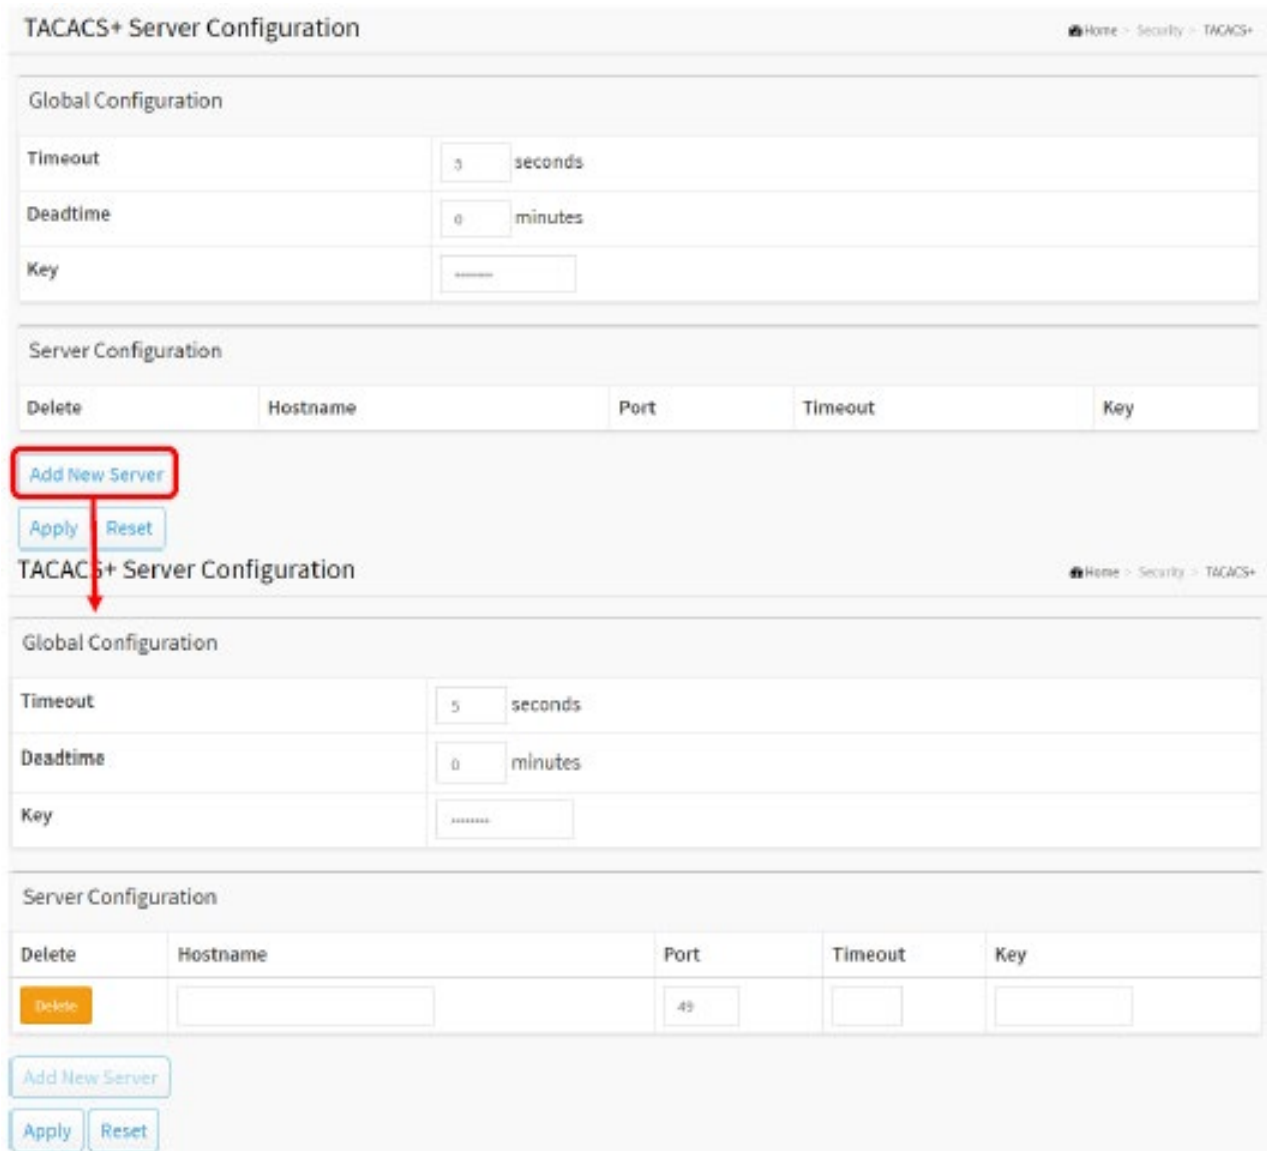 TACACS+ Server Configuration
Home > Security > TACACS+
Global Configuration
Timeout 5 seconds
Deadtime 0 minutes
Key ••••••••
Server Configuration
Delete Hostname Port Timeout Key
Add New Server
Apply Reset
TACACS+ Server Configuration
Home > Security > TACACS+
Global Configuration
Timeout 5 seconds
Deadtime 0 minutes
Key ••••••••
Server Configuration
Delete Hostname Port Timeout Key
Delete 49
Add New Server
Apply Reset